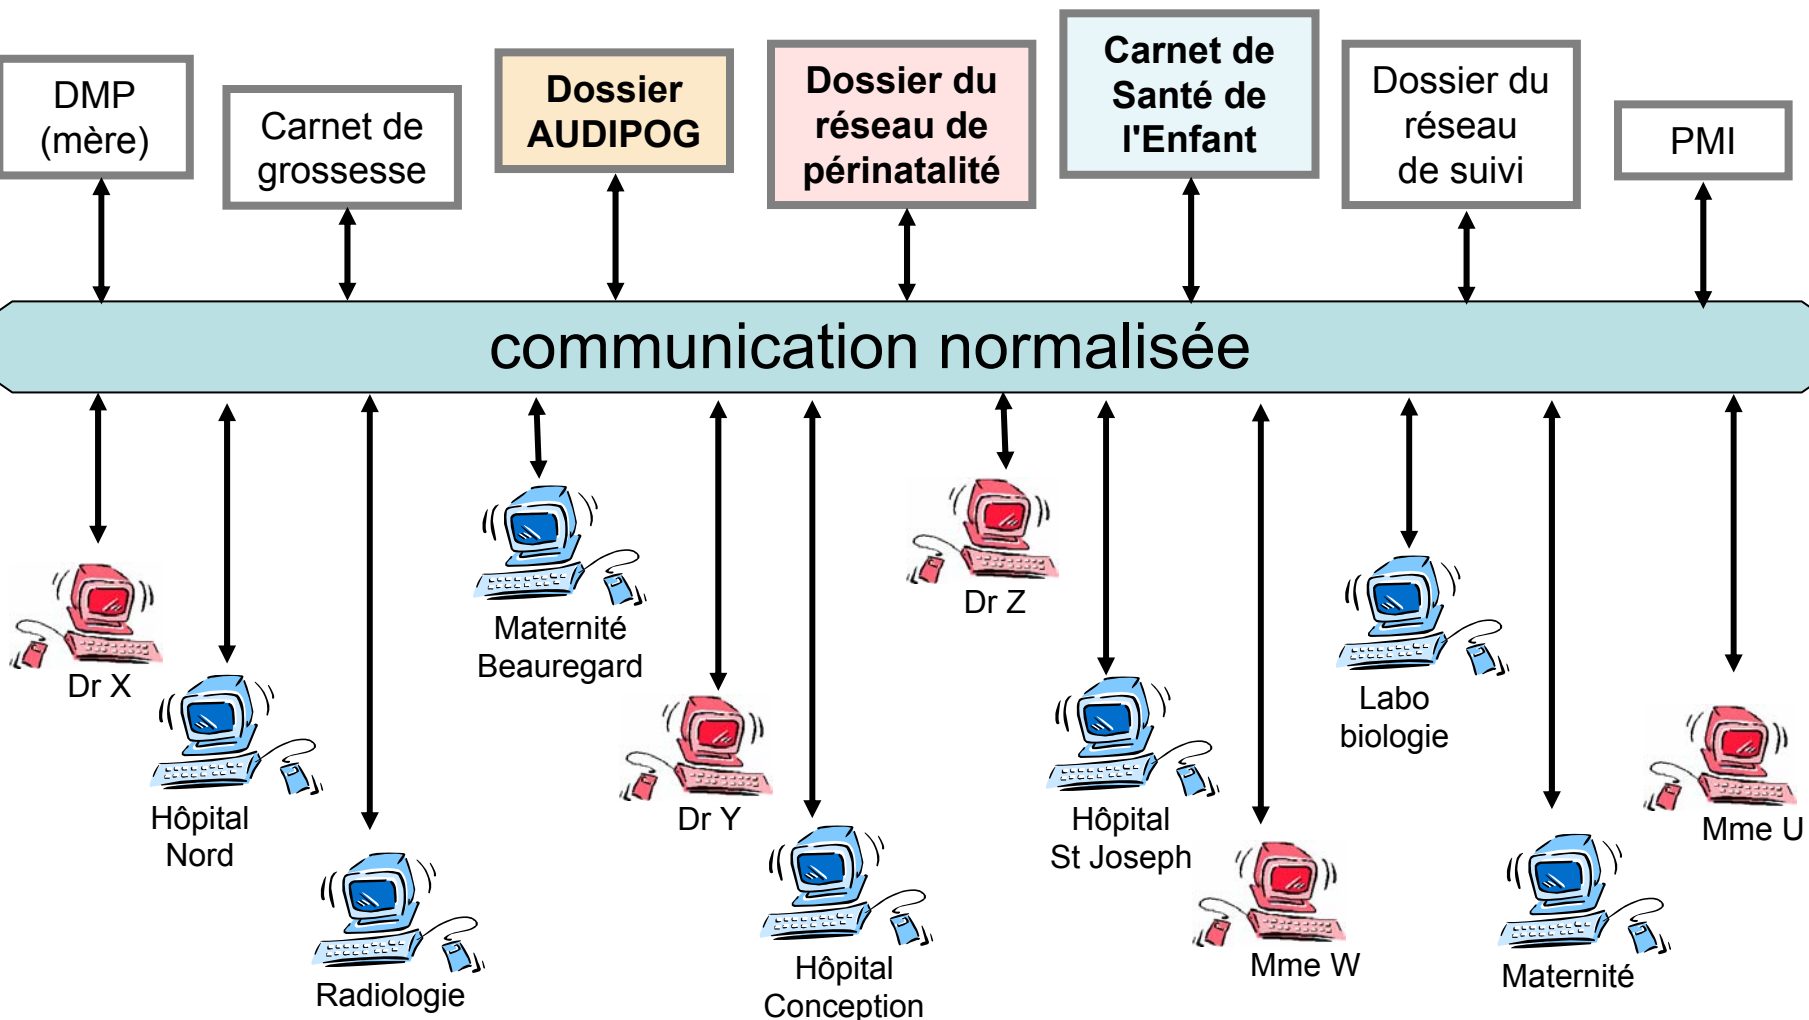 DMP
(mère)
Carnet de
grossesse
Dossier
AUDIPOG
Dossier du
réseau de
périnatalité
Carnet de
Santé de
l'Enfant
Dossier du
réseau
de suivi
PMI
communication normalisée
Dr X
Hôpital
Nord
Radiologie
Maternité
Beauregard
Dr Y
Hôpital
Conception
Dr Z
Hôpital
St Joseph
Mme W
Labo
biologie
Maternité
Mme U